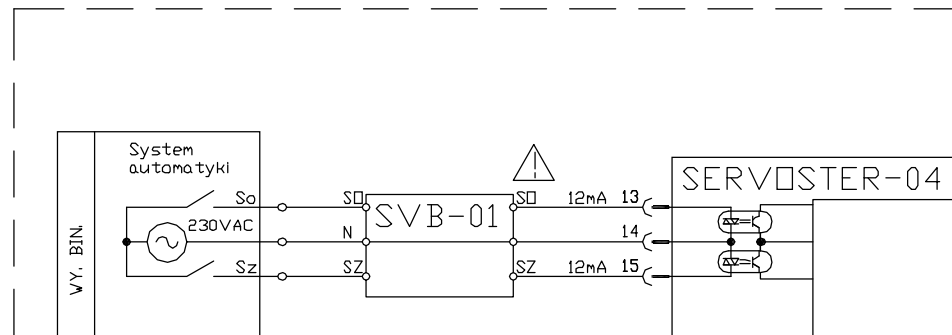 System
automatyki
WY. BIN.
So
230VAC
Sz
SO
N
SZ
SVB-01
SO
12mA 13
14
SZ
12mA 15
SERVOSTER-04